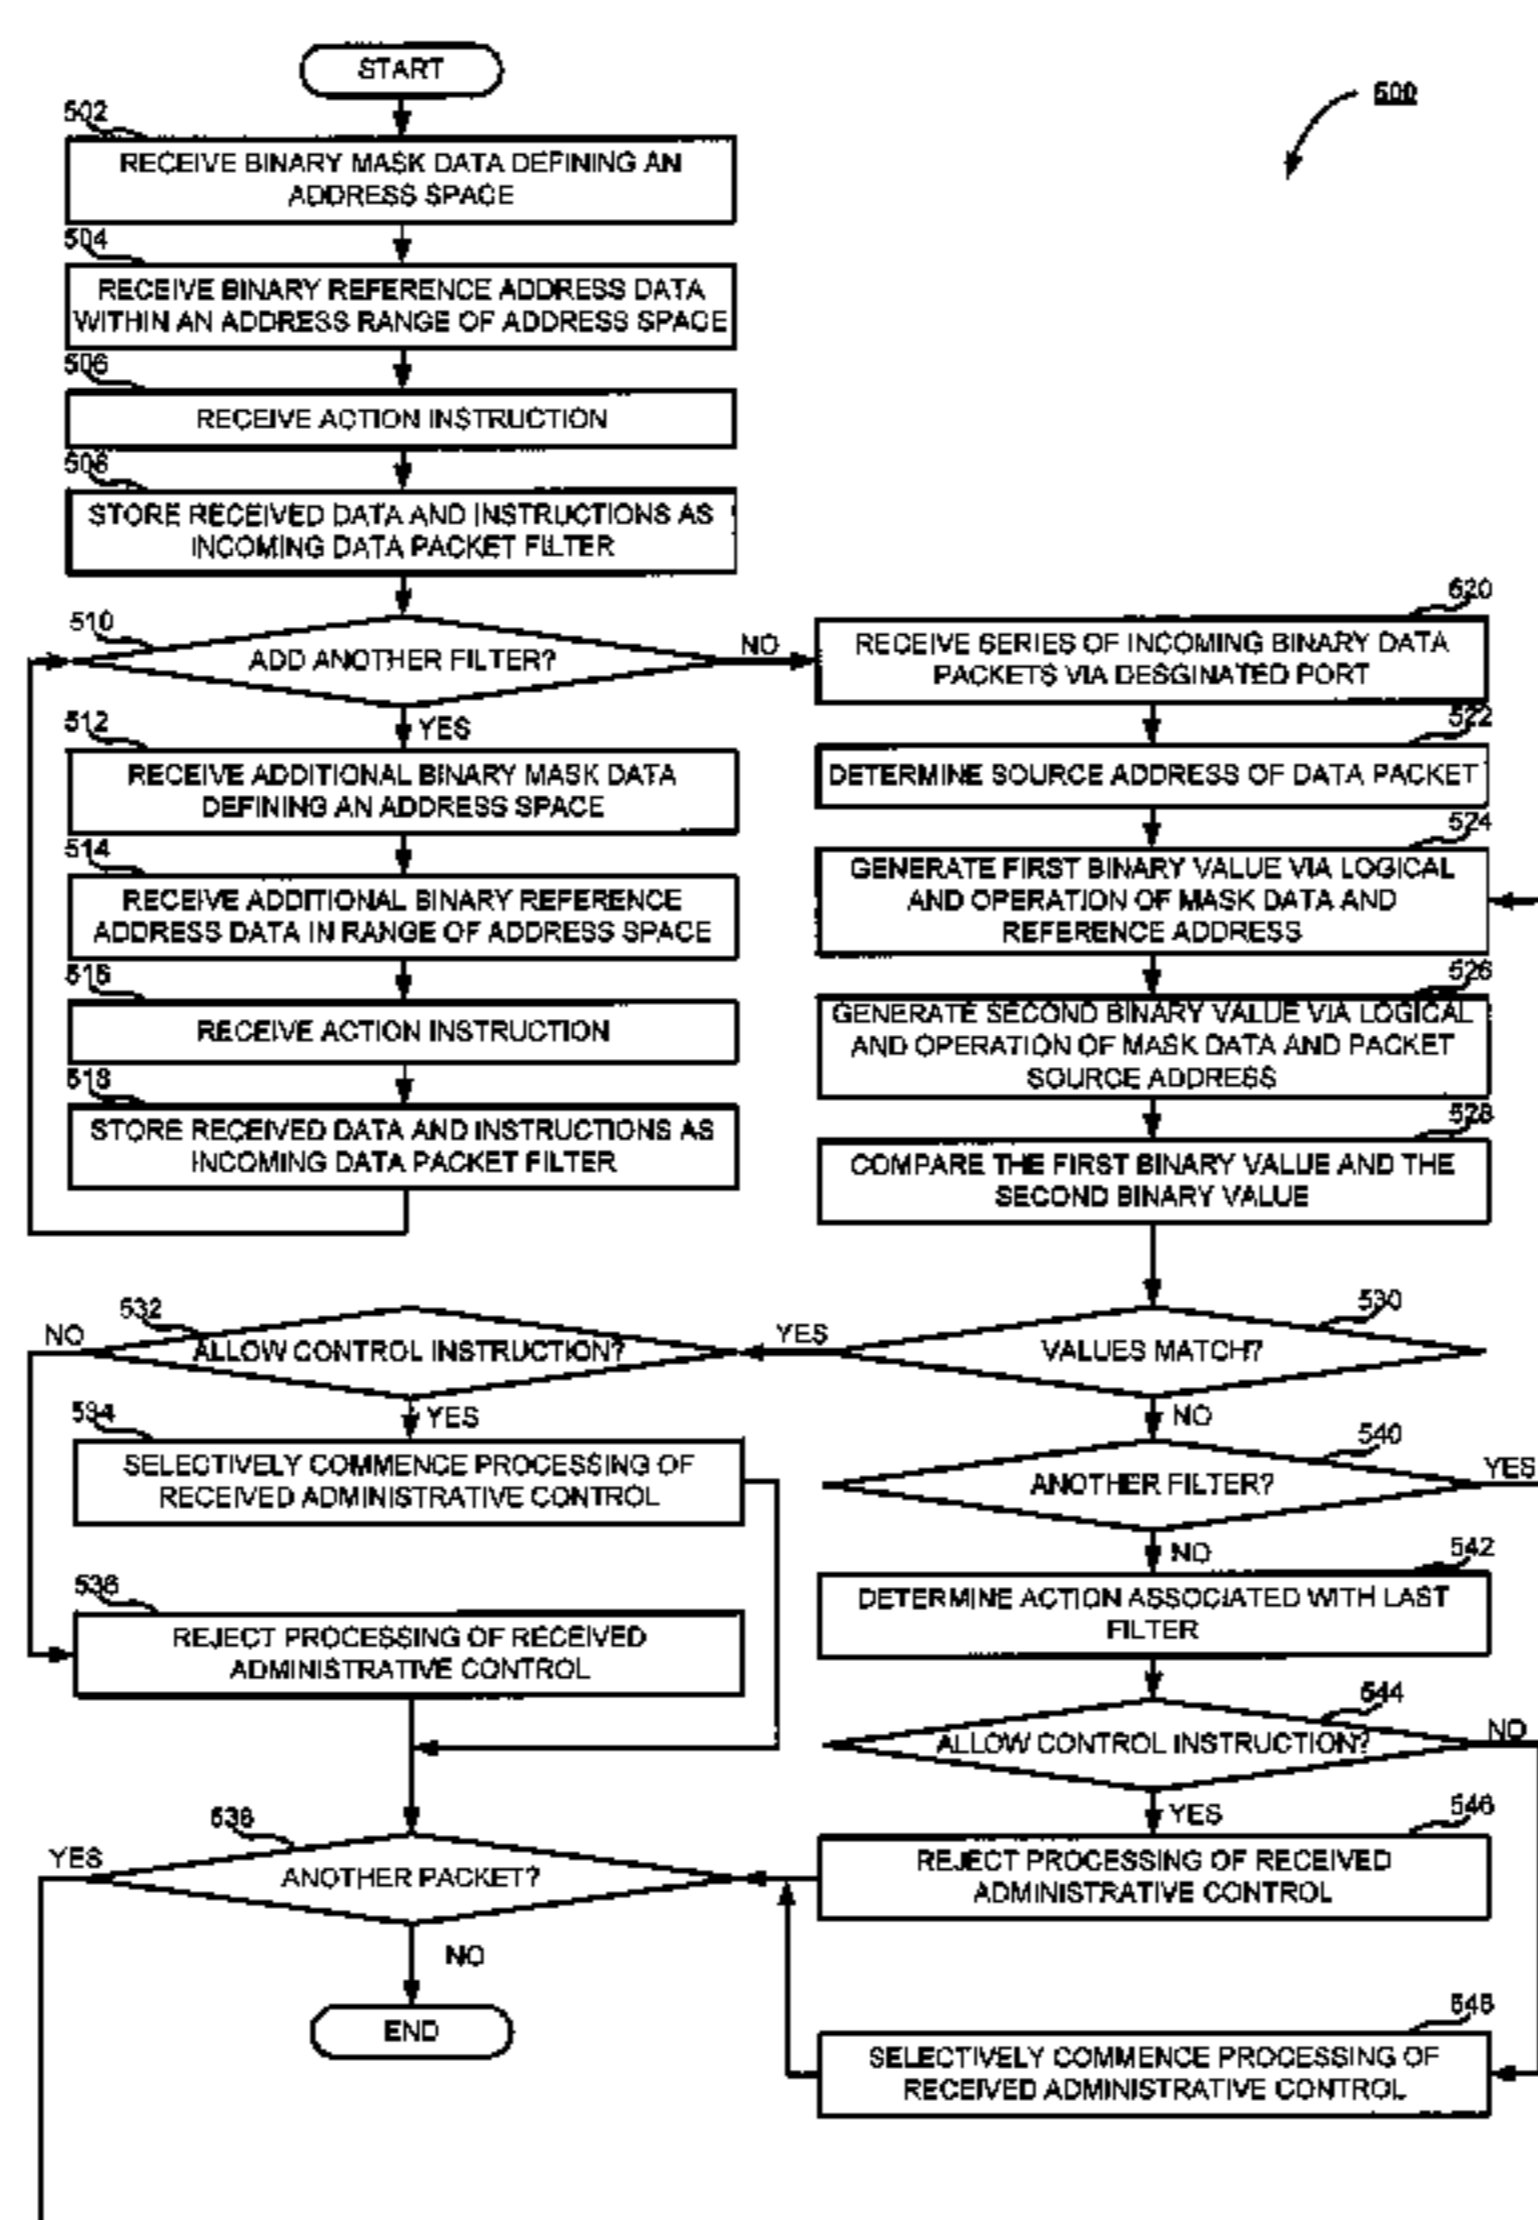 START
500
502
RECEIVE BINARY MASK DATA DEFINING AN
ADDRESS SPACE
504
RECEIVE BINARY REFERENCE ADDRESS DATA
WITHIN AN ADDRESS RANGE OF ADDRESS SPACE
506
RECEIVE ACTION INSTRUCTION
508
STORE RECEIVED DATA AND INSTRUCTIONS AS
INCOMING DATA PACKET FILTER
510
ADD ANOTHER FILTER?
NO
YES
512
RECEIVE ADDITIONAL BINARY MASK DATA
DEFINING AN ADDRESS SPACE
514
RECEIVE ADDITIONAL BINARY REFERENCE
ADDRESS DATA IN RANGE OF ADDRESS SPACE
516
RECEIVE ACTION INSTRUCTION
518
STORE RECEIVED DATA AND INSTRUCTIONS AS
INCOMING DATA PACKET FILTER
520
RECEIVE SERIES OF INCOMING BINARY DATA
PACKETS VIA DESGINATED PORT
522
DETERMINE SOURCE ADDRESS OF DATA PACKET
524
GENERATE FIRST BINARY VALUE VIA LOGICAL
AND OPERATION OF MASK DATA AND
REFERENCE ADDRESS
526
GENERATE SECOND BINARY VALUE VIA LOGICAL
AND OPERATION OF MASK DATA AND PACKET
SOURCE ADDRESS
528
COMPARE THE FIRST BINARY VALUE AND THE
SECOND BINARY VALUE
530
VALUES MATCH?
YES
NO
532
ALLOW CONTROL INSTRUCTION?
NO
YES
534
SELECTIVELY COMMENCE PROCESSING OF
RECEIVED ADMINISTRATIVE CONTROL
536
REJECT PROCESSING OF RECEIVED
ADMINISTRATIVE CONTROL
538
ANOTHER PACKET?
YES
NO
END
540
ANOTHER FILTER?
YES
NO
542
DETERMINE ACTION ASSOCIATED WITH LAST
FILTER
544
ALLOW CONTROL INSTRUCTION?
NO
YES
546
REJECT PROCESSING OF RECEIVED
ADMINISTRATIVE CONTROL
548
SELECTIVELY COMMENCE PROCESSING OF
RECEIVED ADMINISTRATIVE CONTROL